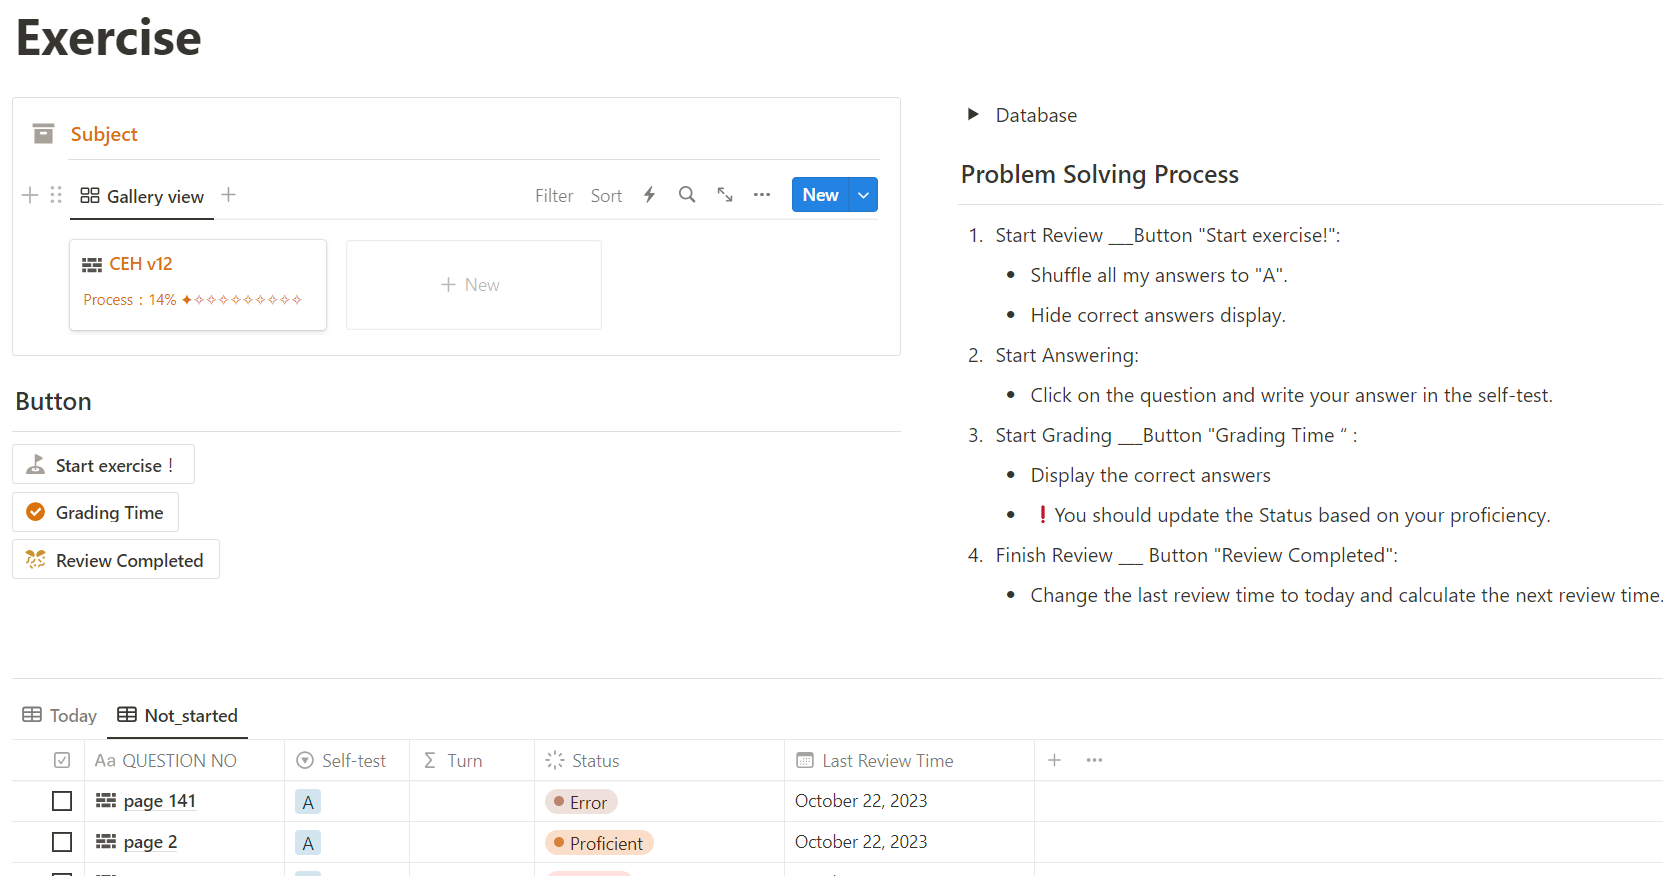 Exercise
Subject
Gallery view
Filter Sort New
CEH v12
Process : 14% ✦✧✧✧✧✧✧✧✧✧
New
Button
Start exercise !
Grading Time
Review Completed
Database
Problem Solving Process
1. Start Review ___Button "Start exercise!":
• Shuffle all my answers to "A".
• Hide correct answers display.
2. Start Answering:
• Click on the question and write your answer in the self-test.
3. Start Grading ___Button "Grading Time “ :
• Display the correct answers
• ❗You should update the Status based on your proficiency.
4. Finish Review ___ Button "Review Completed":
• Change the last review time to today and calculate the next review time.
Today Not_started
Aa QUESTION NO Self-test Σ Turn Status Last Review Time
page 141 A Error October 22, 2023
page 2 A Proficient October 22, 2023